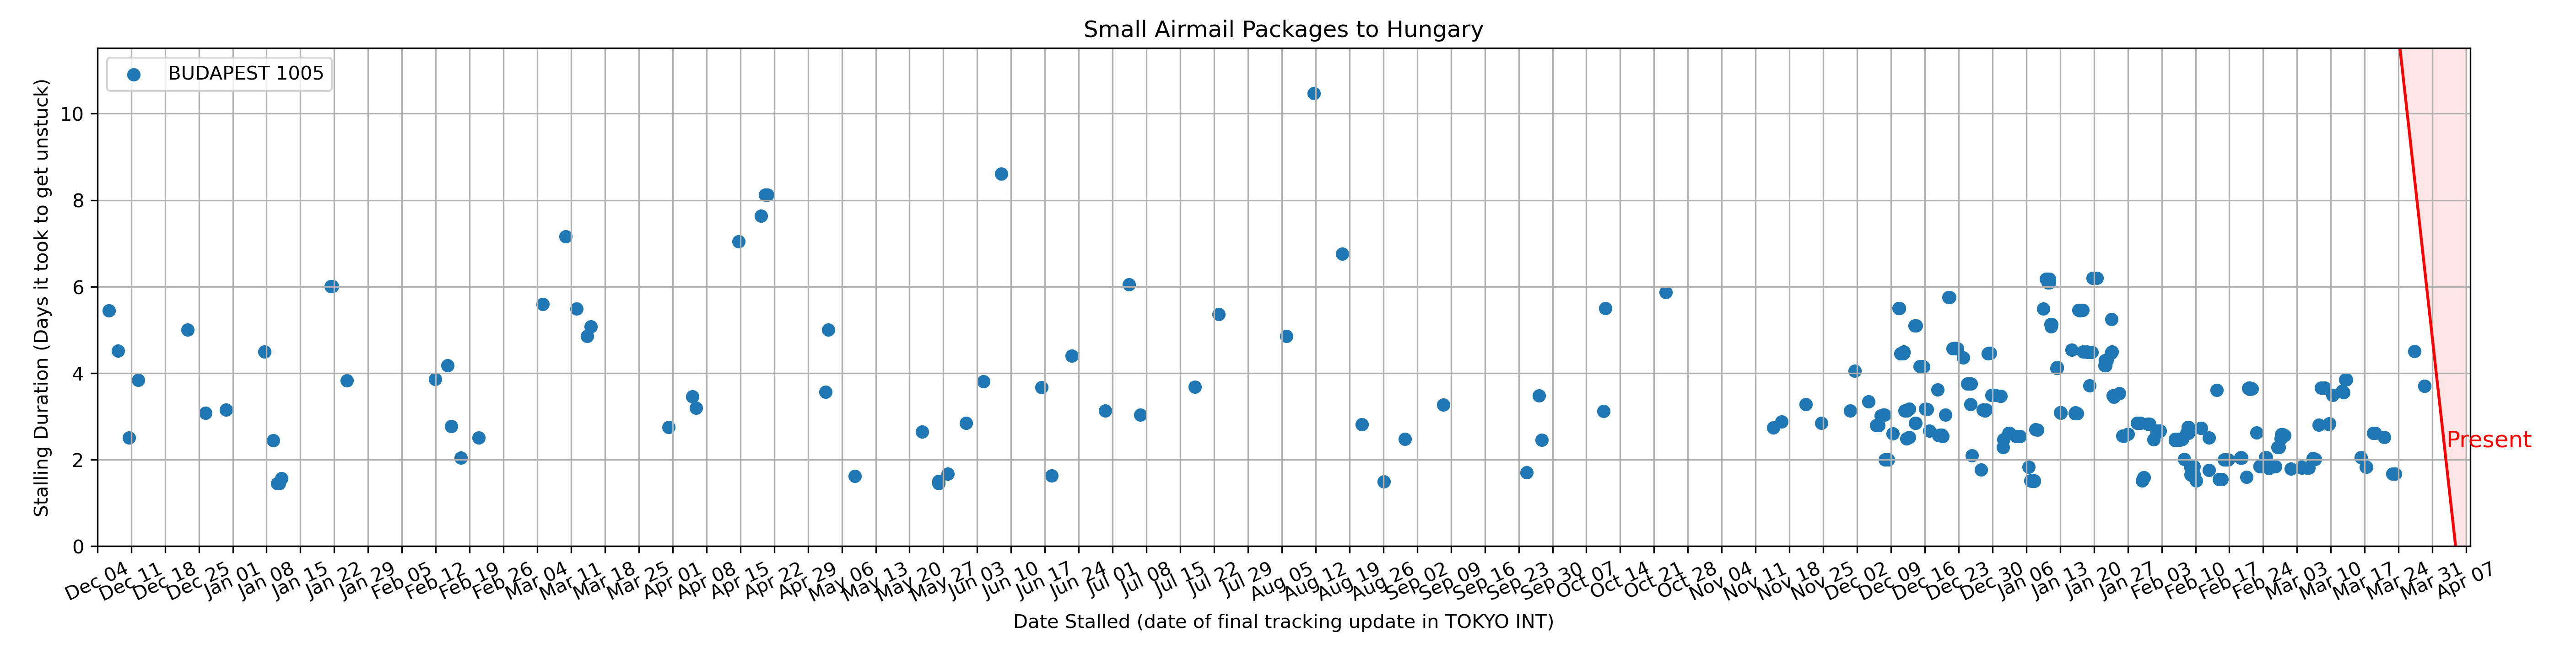 Small Airmail Packages to Hungary
BUDAPEST 1005
Stalling Duration (Days it took to get unstuck)
10
8
6
4
2
0
Present
Dec 04 Dec 11 Dec 18 Dec 25 Jan 01 Jan 08 Jan 15 Jan 22 Jan 29 Feb 05 Feb 12 Feb 19 Feb 26 Mar 04 Mar 11 Mar 18 Mar 25 Apr 01 Apr 08 Apr 15 Apr 22 Apr 29 May 06 May 13 May 20 May 27 Jun 03 Jun 10 Jun 17 Jun 24 Jul 01 Jul 08 Jul 15 Jul 22 Jul 29 Aug 05 Aug 12 Aug 19 Aug 26 Sep 02 Sep 09 Sep 16 Sep 23 Sep 30 Oct 07 Oct 14 Oct 21 Oct 28 Nov 04 Nov 11 Nov 18 Nov 25 Dec 02 Dec 09 Dec 16 Dec 23 Dec 30 Jan 06 Jan 13 Jan 20 Jan 27 Feb 03 Feb 10 Feb 17 Feb 24 Mar 03 Mar 10 Mar 17 Mar 24 Mar 31 Apr 07
Date Stalled (date of final tracking update in TOKYO INT)